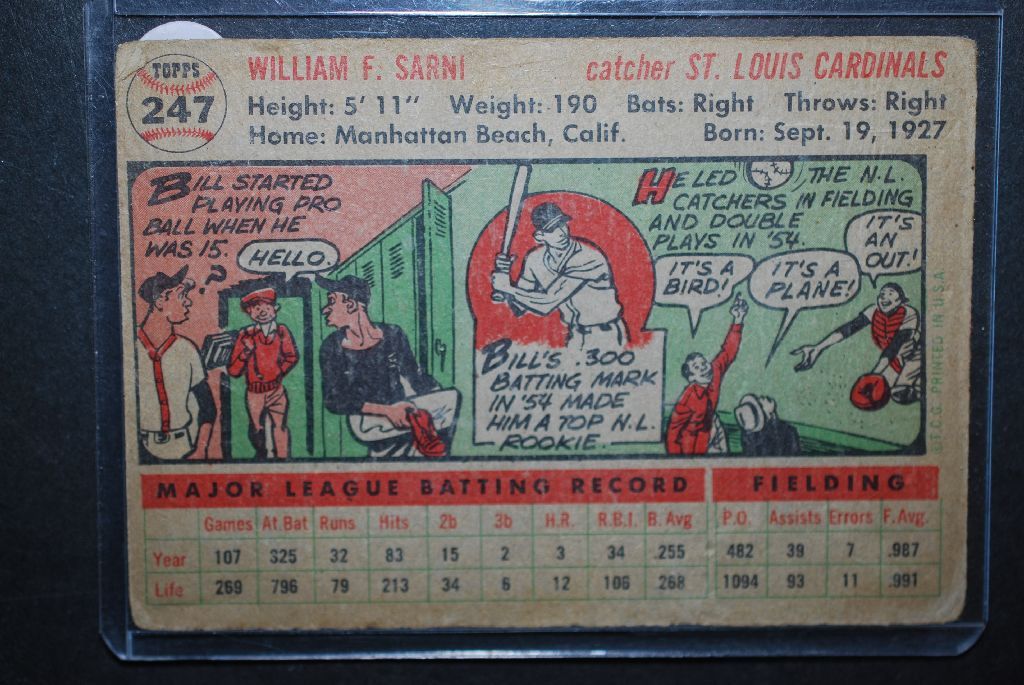 TOPPS
247
WILLIAM F. SARNI
catcher ST. LOUIS CARDINALS
Height: 5' 11" Weight: 190 Bats: Right Throws: Right
Home: Manhattan Beach, Calif. Born: Sept. 19, 1927
BILL STARTED
PLAYING PRO
BALL WHEN HE
WAS 15.
?
HELLO.
BILL'S .300
BATTING MARK
IN '54 MADE
HIM A TOP N.L.
ROOKIE.
HE LED THE N.L.
CATCHERS IN FIELDING
AND DOUBLE
PLAYS IN '54.
IT'S A
BIRD!
IT'S A
PLANE!
IT'S
AN
OUT!
T.C.G. PRINTED IN U.S.A.
MAJOR LEAGUE BATTING RECORD FIELDING
Games At Bat Runs Hits 2b 3b H.R. R.B.I. B. Avg P.O. Assists Errors F. Avg.
Year 107 325 32 83 15 2 3 34 .255 482 39 7 .987
Life 269 796 79 213 34 6 12 106 .268 1094 93 11 .991